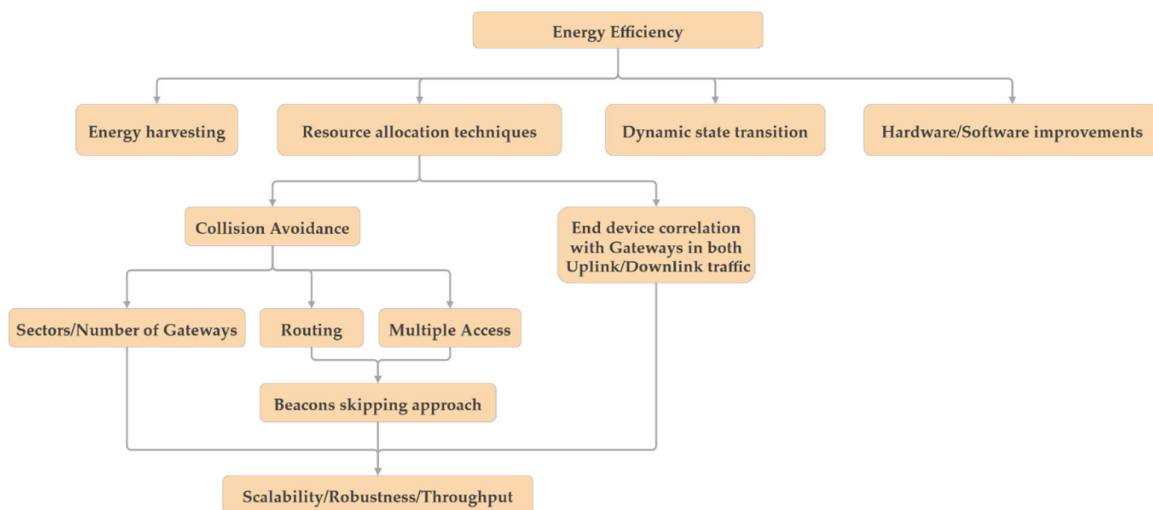 Energy Efficiency
Energy harvesting
Resource allocation techniques
Dynamic state transition
Hardware/Software improvements
Collision Avoidance
End device correlation
with Gateways in both
Uplink/Downlink traffic
Sectors/Number of Gateways
Routing
Multiple Access
Beacons skipping approach
Scalability/Robustness/Throughput